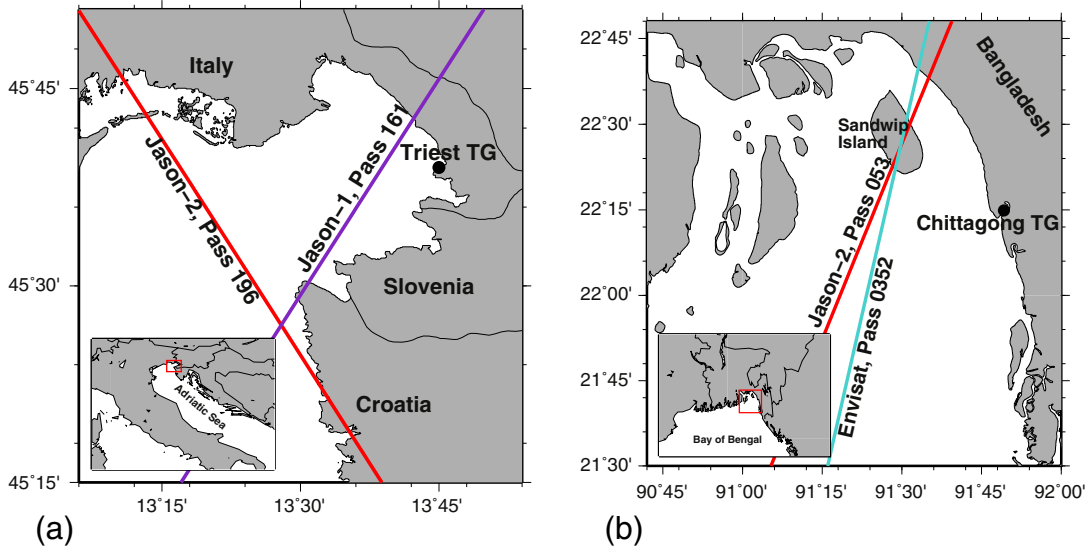 Italy
Triest TG
Jason-1, Pass 161
Jason-2, Pass 196
Slovenia
Croatia
Adriatic Sea
45˚45'
45˚30'
45˚15'
13˚15'
13˚30'
13˚45'
(a)
Bangladesh
Sandwip
Island
Chittagong TG
Jason-2, Pass 053
Envisat, Pass 0352
Bay of Bengal
22˚45'
22˚30'
22˚15'
22˚00'
21˚45'
21˚30'
90˚45'
91˚00'
91˚15'
91˚30'
91˚45'
92˚00'
(b)